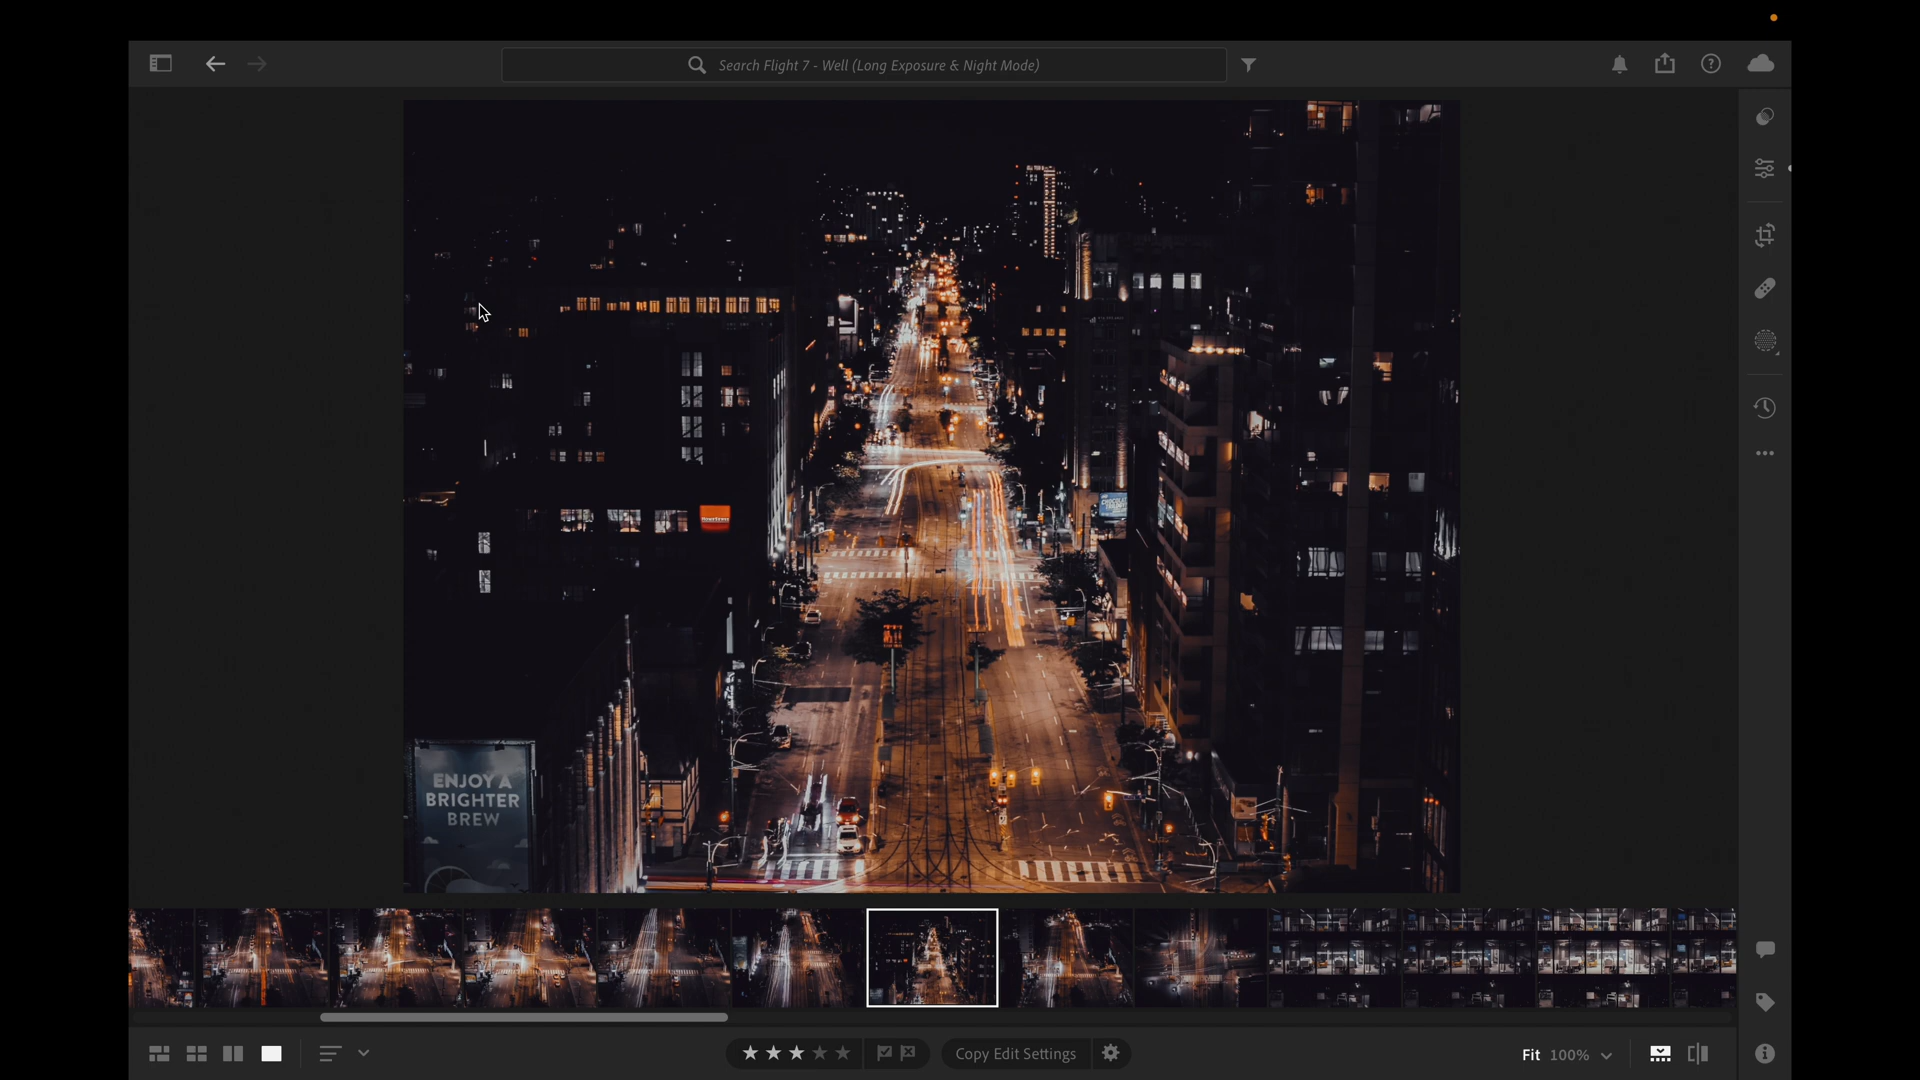 Search Flight 7 - Well (Long Exposure & Night Mode)
ENJOY A
BRIGHTER
BREW
Copy Edit Settings
Fit 100%